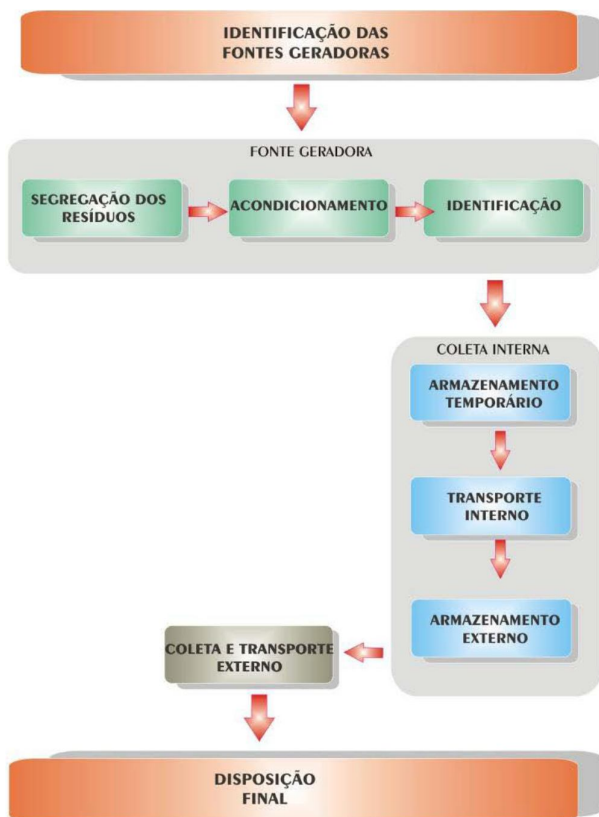 IDENTIFICAÇÃO DAS
FONTES GERADORAS
FONTE GERADORA
SEGREGAÇÃO DOS
RESÍDUOS
ACONDICIONAMENTO
IDENTIFICAÇÃO
COLETA INTERNA
ARMAZENAMENTO
TEMPORÁRIO
TRANSPORTE
INTERNO
ARMAZENAMENTO
EXTERNO
COLETA E TRANSPORTE
EXTERNO
DISPOSIÇÃO
FINAL